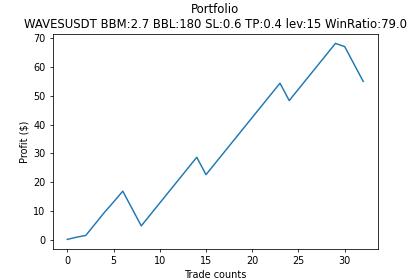 Portfolio
WAVESUSDT BBM:2.7 BBL:180 SL:0.6 TP:0.4 lev:15 WinRatio:79.0
70
60
50
40
30
20
10
0
Profit ($)
0 5 10 15 20 25 30
Trade counts